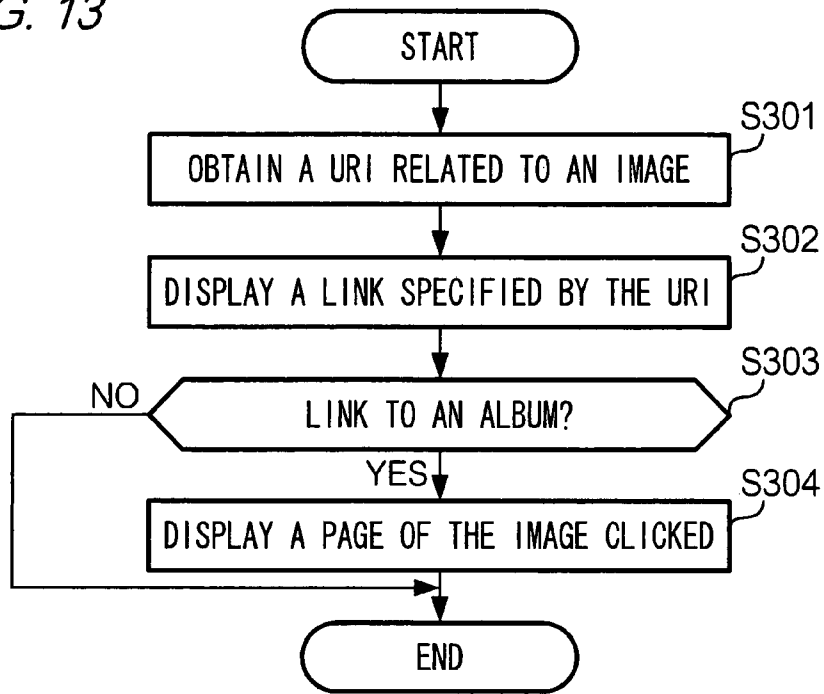 G. 13
START
S301
OBTAIN A URI RELATED TO AN IMAGE
S302
DISPLAY A LINK SPECIFIED BY THE URI
S303
NO
LINK TO AN ALBUM?
YES
S304
DISPLAY A PAGE OF THE IMAGE CLICKED
END